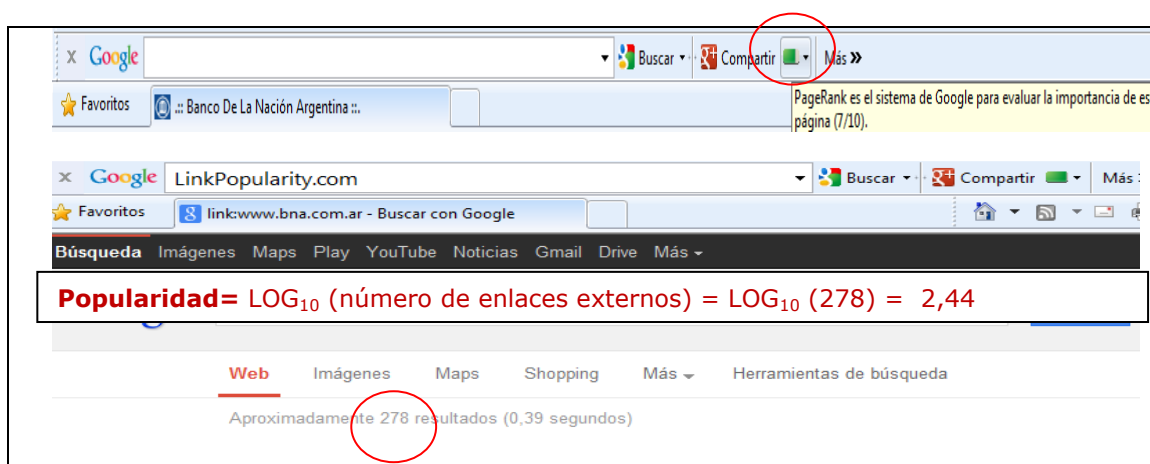 x Google Buscar Compartir Más »
Favoritos .:: Banco De La Nación Argentina ::.
PageRank es el sistema de Google para evaluar la importancia de es
página (7/10).
x Google LinkPopularity.com Buscar Compartir Más
Favoritos link:www.bna.com.ar - Buscar con Google
Búsqueda Imágenes Maps Play YouTube Noticias Gmail Drive Más
Popularidad= LOG₁₀ (número de enlaces externos) = LOG₁₀ (278) = 2,44
Web Imágenes Maps Shopping Más Herramientas de búsqueda
Aproximadamente 278 resultados (0,39 segundos)